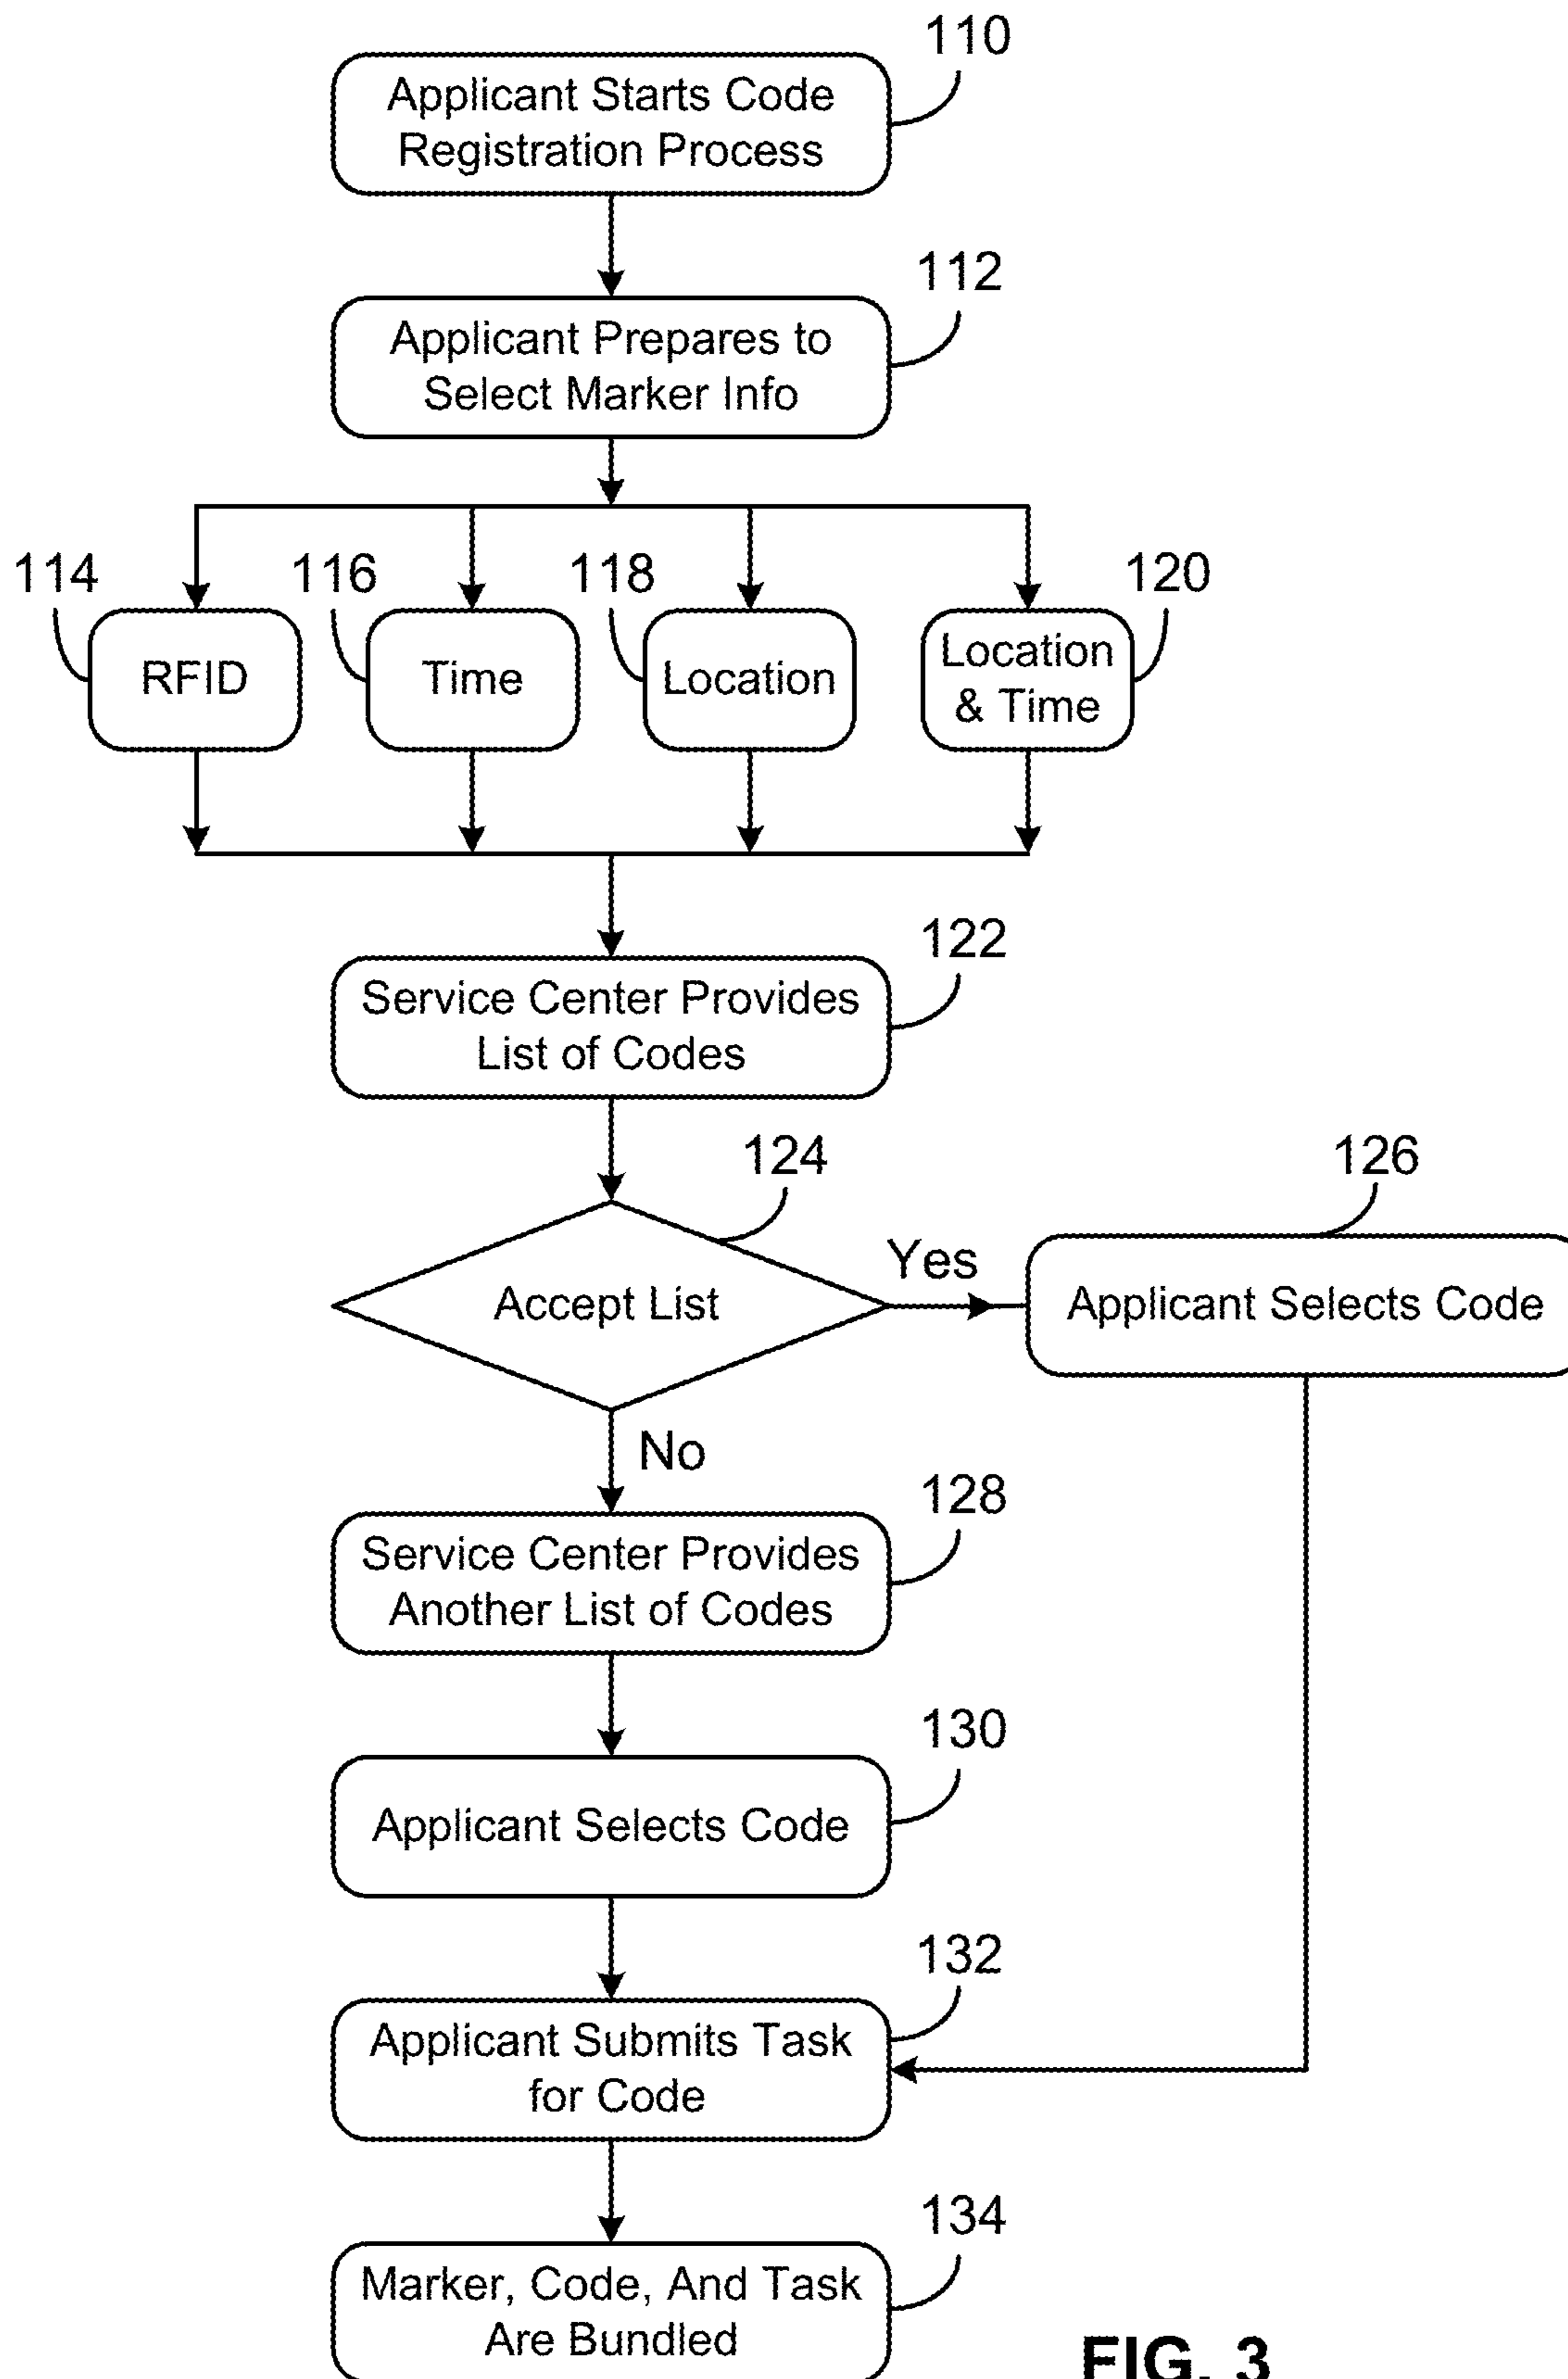 110
Applicant Starts Code
Registration Process
112
Applicant Prepares to
Select Marker Info
114
116
118
120
RFID
Time
Location
Location
& Time
122
Service Center Provides
List of Codes
124
126
Accept List
Yes
Applicant Selects Code
No
128
Service Center Provides
Another List of Codes
130
Applicant Selects Code
132
Applicant Submits Task
for Code
134
Marker, Code, And Task
Are Bundled
FIG. 3